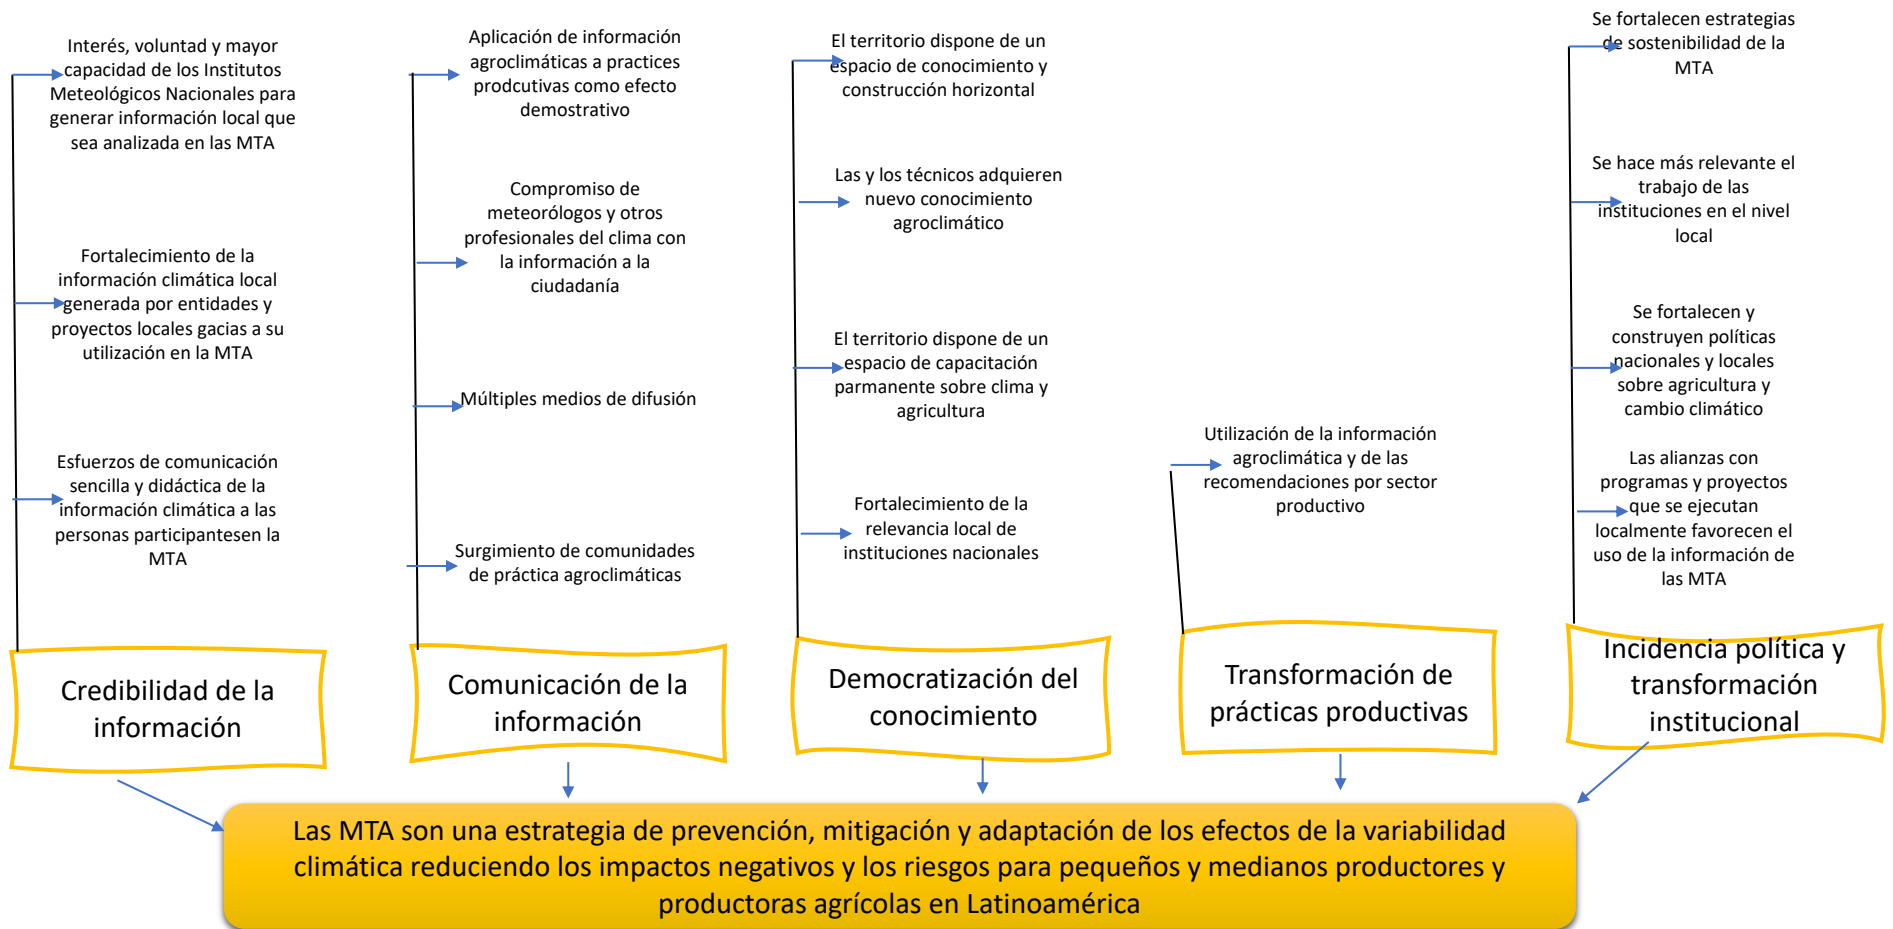 Interés, voluntad y mayor
capacidad de los Institutos
Meteológicos Nacionales para
generar información local que
sea analizada en las MTA
Fortalecimiento de la
información climática local
generada por entidades y
proyectos locales gacias a su
utilización en la MTA
Esfuerzos de comunicación
sencilla y didáctica de la
información climática a las
personas participantesen la
MTA
Credibilidad de la
información
Aplicación de información
agroclimáticas a practices
prodcutivas como efecto
demostrativo
Compromiso de
meteorólogos y otros
profesionales del clima con
la información a la
ciudadanía
Múltiples medios de difusión
Surgimiento de comunidades
de práctica agroclimáticas
Comunicación de la
información
El territorio dispone de un
espacio de conocimiento y
construcción horizontal
Las y los técnicos adquieren
nuevo conocimiento
agroclimático
El territorio dispone de un
espacio de capacitación
parmanente sobre clima y
agricultura
Fortalecimiento de la
relevancia local de
instituciones nacionales
Democratización del
conocimiento
Utilización de la información
agroclimática y de las
recomendaciones por sector
productivo
Transformación de
prácticas productivas
Se fortalecen estrategias
de sostenibilidad de la
MTA
Se hace más relevante el
trabajo de las
instituciones en el nivel
local
Se fortalecen y
construyen políticas
nacionales y locales
sobre agricultura y
cambio climático
Las alianzas con
programas y proyectos
que se ejecutan
localmente favorecen el
uso de la información de
las MTA
Incidencia política y
transformación
institucional
Las MTA son una estrategia de prevención, mitigación y adaptación de los efectos de la variabilidad
climática reduciendo los impactos negativos y los riesgos para pequeños y medianos productores y
productoras agrícolas en Latinoamérica